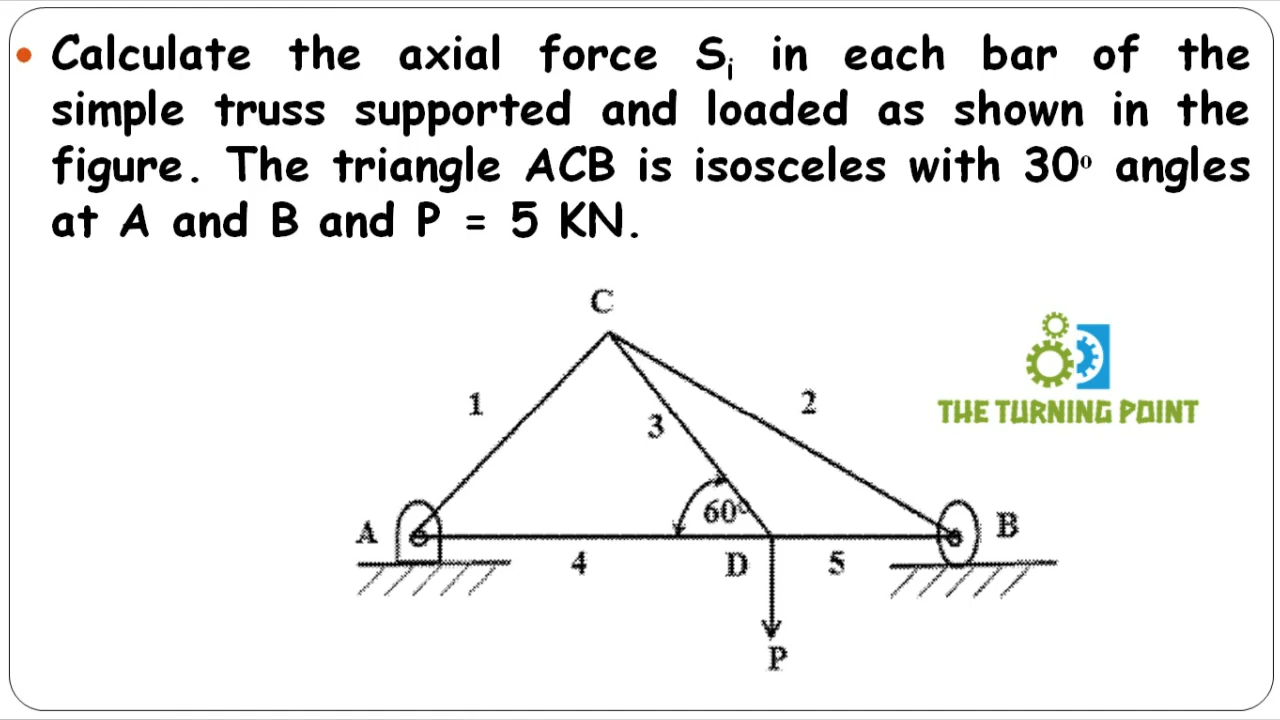 • Calculate the axial force Si in each bar of the
simple truss supported and loaded as shown in the
figure. The triangle ACB is isosceles with 30⁰ angles
at A and B and P = 5 KN.
C
1
2
3
THE TURNING POINT
60⁰
A
B
4
D
5
P